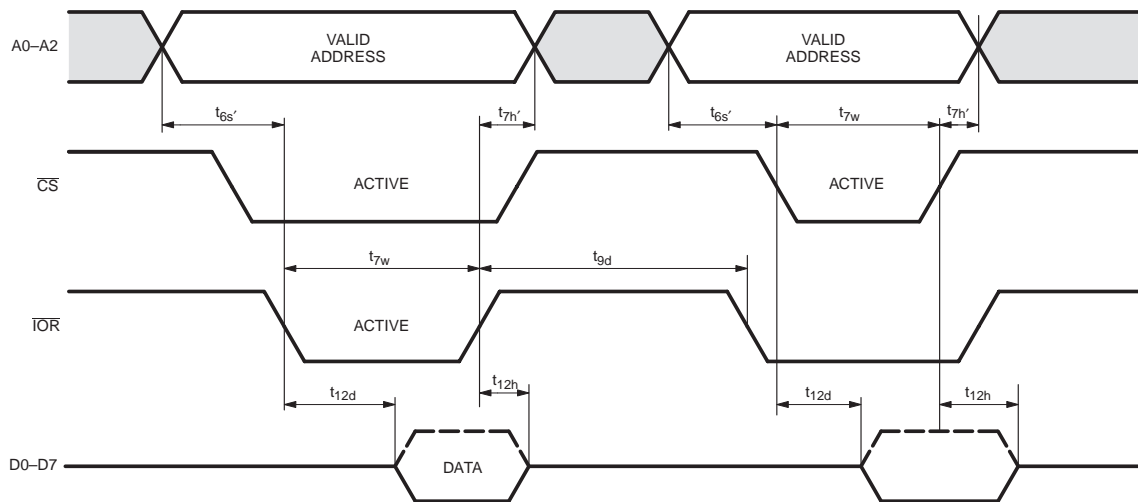 A0–A2
VALID
ADDRESS
VALID
ADDRESS
t6s′
t7h′
t6s′
t7w
t7h′
CS
ACTIVE
ACTIVE
t7w
t9d
IOR
ACTIVE
t12d
t12h
t12d
t12h
D0–D7
DATA